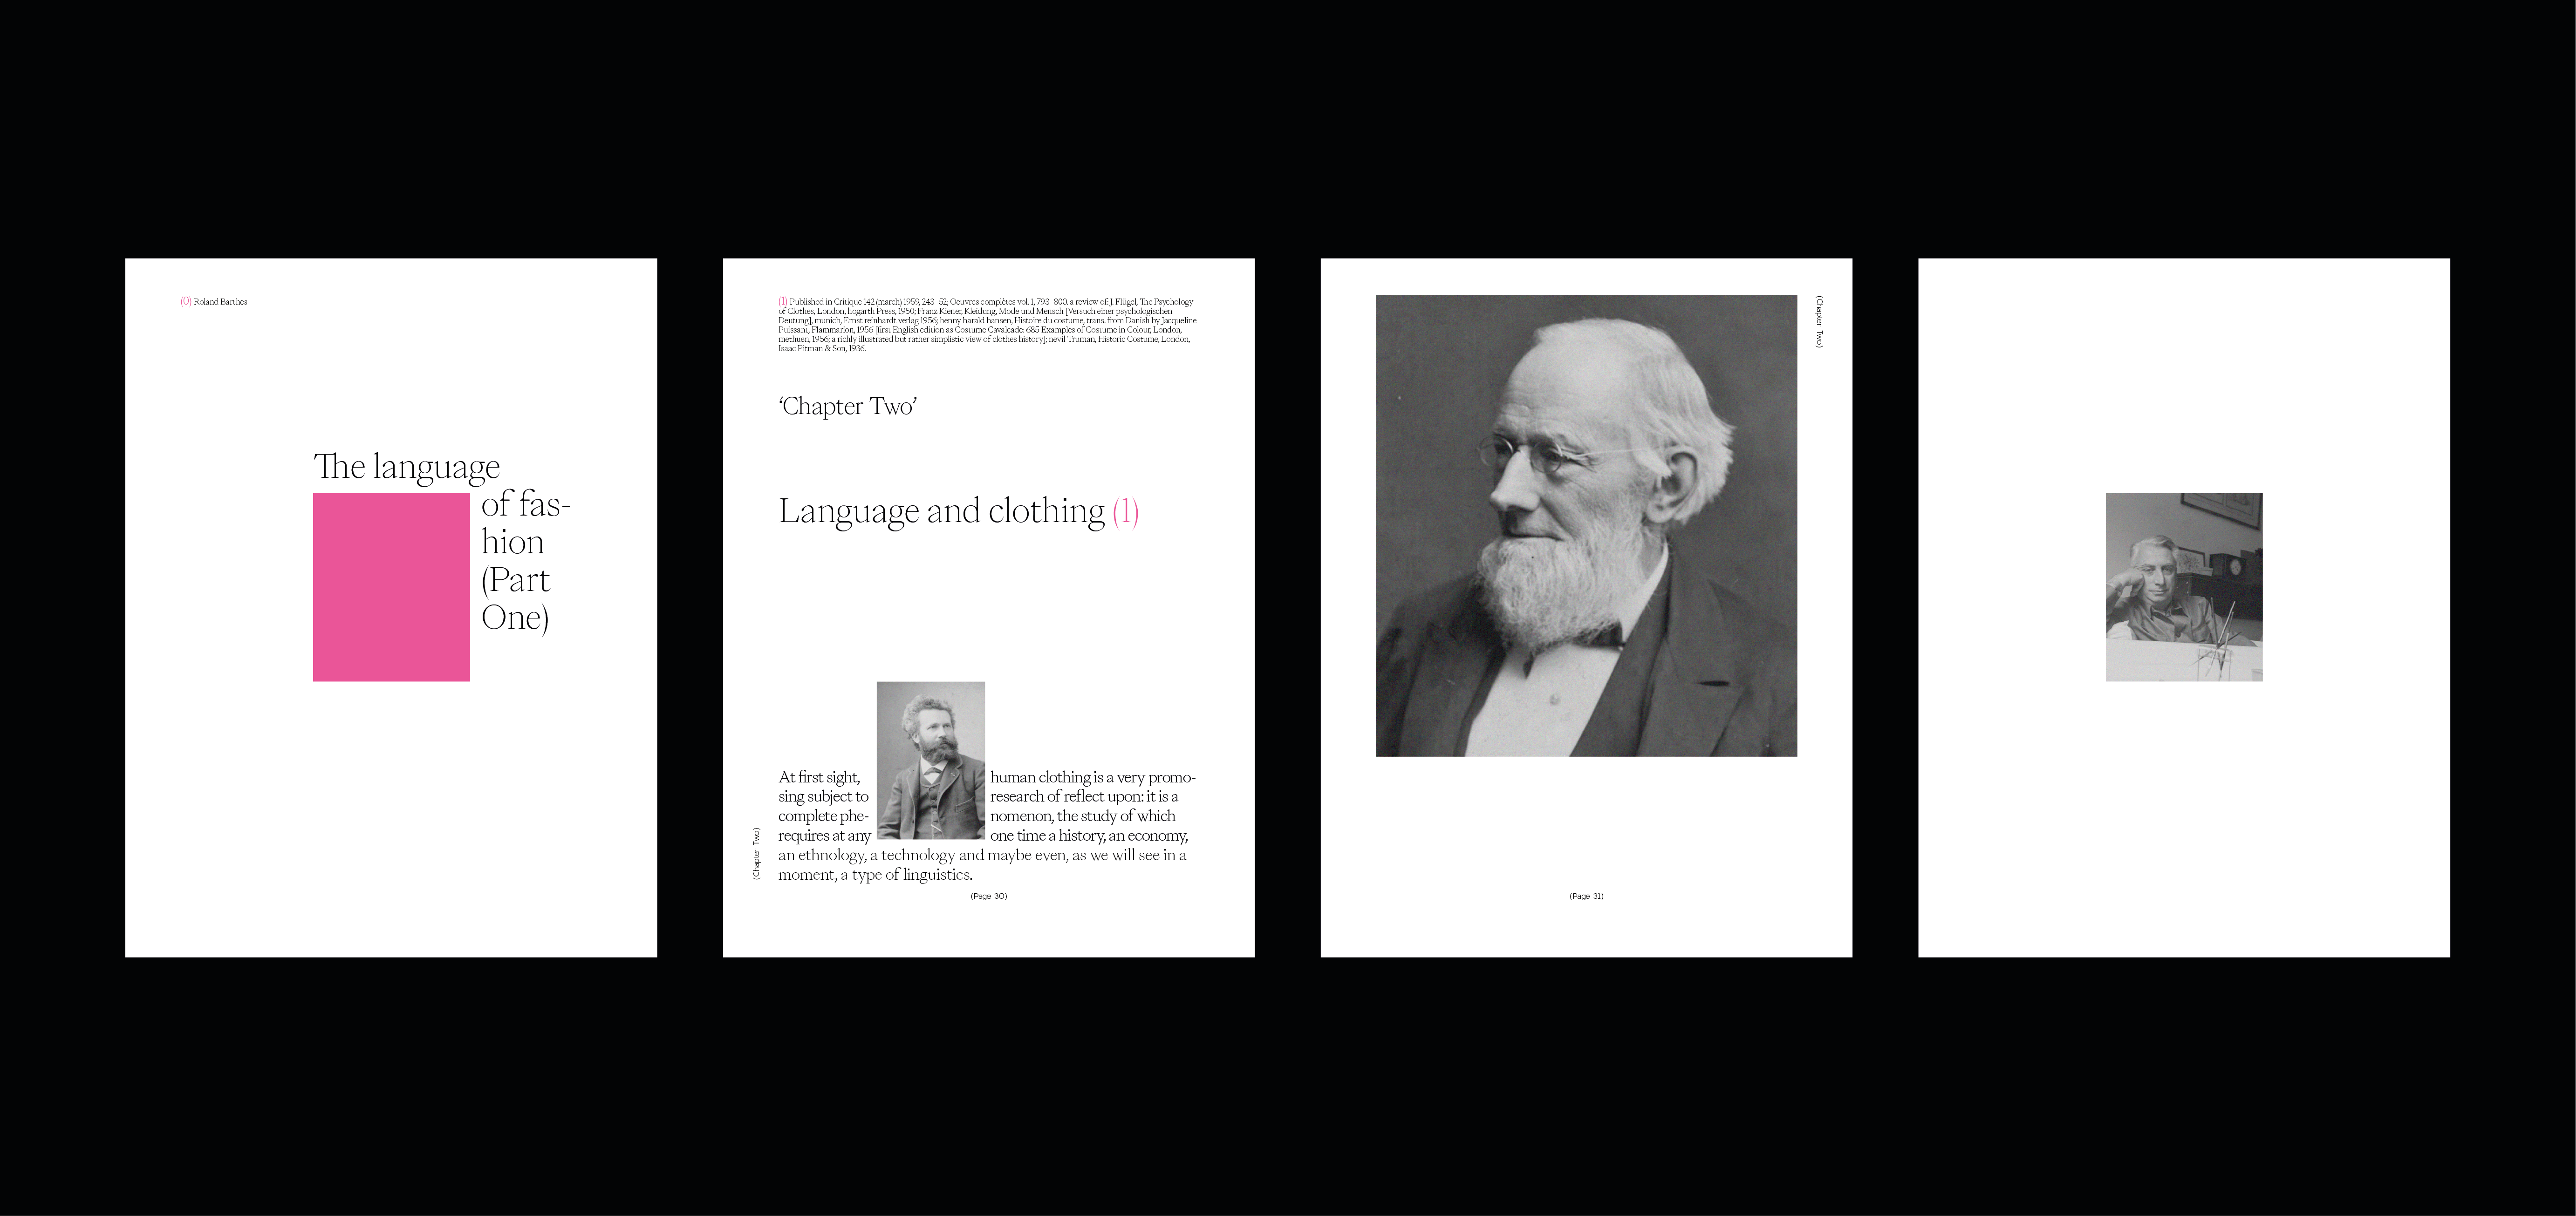 (0) Roland Barthes
The language
of fas-
hion
(Part
One)
(1) Published in Critique 142 (march) 1959, 243–52; Oeuvres complètes vol. 1, 793–800. a review of: J. Flügel, The Psychology
of Clothes, London, hogarth Press, 1950; Franz Kiener, Kleidung, Mode und Mensch [Versuch einer psychologischen
Deutung], munich, Ernst reinhardt verlag 1956; henny harald hansen, Histoire du costume, trans. from Danish by Jacqueline
Puissant, Flammarion, 1956 [first English edition as Costume Cavalcade: 685 Examples of Costume in Colour, London,
methuen, 1956; a richly illustrated but rather simplistic view of clothes history]; nevil Truman, Historic Costume, London,
Isaac Pitman & Son, 1936.
‘Chapter Two’
Language and clothing (1)
At first sight, human clothing is a very promo-
sing subject to research of reflect upon: it is a
complete phe- nomenon, the study of which
requires at any one time a history, an economy,
an ethnology, a technology and maybe even, as we will see in a
moment, a type of linguistics.
(Chapter Two)
(Page 30)
(Chapter Two)
(Page 31)